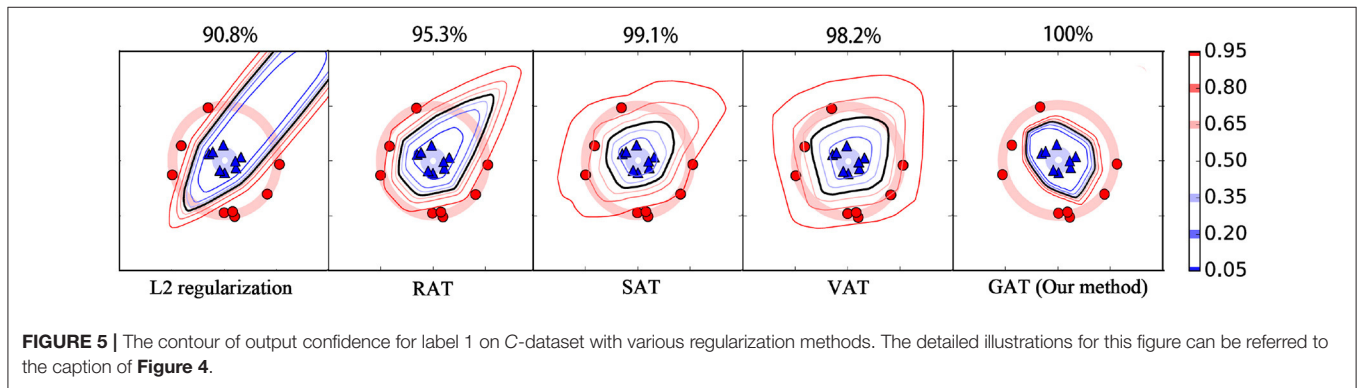 90.8% 95.3% 99.1% 98.2% 100%
0.95
0.80
0.65
0.50
0.35
0.20
0.05
L2 regularization RAT SAT VAT GAT (Our method)
FIGURE 5 | The contour of output confidence for label 1 on C-dataset with various regularization methods. The detailed illustrations for this figure can be referred to
the caption of Figure 4.